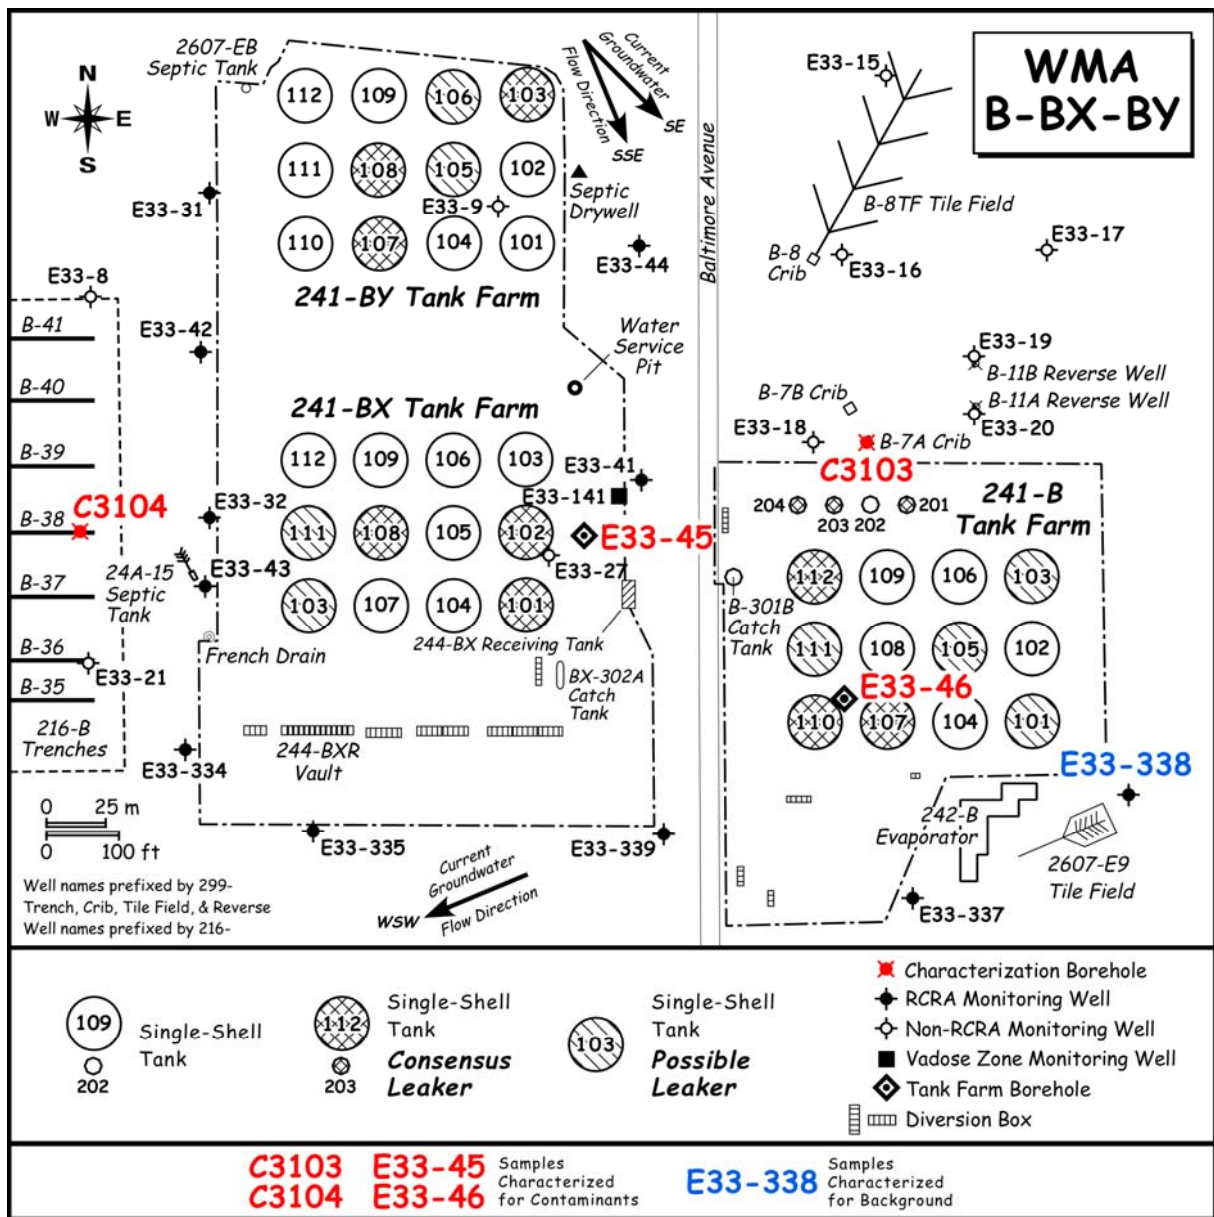 WMA
B-BX-BY
N
W E
S
2607-EB
Septic Tank
112 109 106 103
111 108 105 102
110 107 104 101
E33-9
241-BY Tank Farm
E33-31
E33-8
E33-42
Current
Groundwater
Flow Direction
SE
SSE
Septic
Drywell
E33-44
Water
Service
Pit
Baltimore Avenue
E33-15
B-8TF Tile Field
B-8
Crib
E33-16
E33-17
E33-19
B-11B Reverse Well
B-11A Reverse Well
E33-20
B-7B Crib
E33-18
B-7A Crib
C3103
B-41
B-40
B-39
B-38
B-37
B-36
B-35
216-B
Trenches
C3104
E33-32
24A-15
Septic
Tank
E33-43
French Drain
E33-21
E33-334
241-BX Tank Farm
112 109 106 103
111 108 105 102
103 107 104 101
E33-41
E33-141
E33-45
E33-27
244-BX Receiving Tank
BX-302A
Catch
Tank
244-BXR
Vault
E33-335
E33-339
241-B
Tank Farm
204 203 202 201
112 109 106 103
111 108 105 102
110 107 104 101
B-301B
Catch
Tank
E33-46
E33-338
242-B
Evaporator
2607-E9
Tile Field
E33-337
0 25 m
0 100 ft
Well names prefixed by 299-
Trench, Crib, Tile Field, & Reverse
Well names prefixed by 216-
Current
Groundwater
WSW
Flow Direction
109
202
Single-Shell
Tank
112
203
Single-Shell
Tank
Consensus
Leaker
103
Single-Shell
Tank
Possible
Leaker
Characterization Borehole
RCRA Monitoring Well
Non-RCRA Monitoring Well
Vadose Zone Monitoring Well
Tank Farm Borehole
Diversion Box
C3103 E33-45
C3104 E33-46
Samples
Characterized
for Contaminants
E33-338
Samples
Characterized
for Background